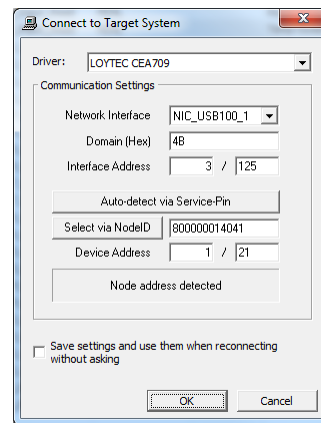 Connect to Target System
Driver: LOYTEC CEA709
Communication Settings
Network Interface NIC_USB100_1
Domain (Hex) 4B
Interface Address 3 / 125
Auto-detect via Service-Pin
Select via NodeID 800000014041
Device Address 1 / 21
Node address detected
Save settings and use them when reconnecting
without asking
OK Cancel